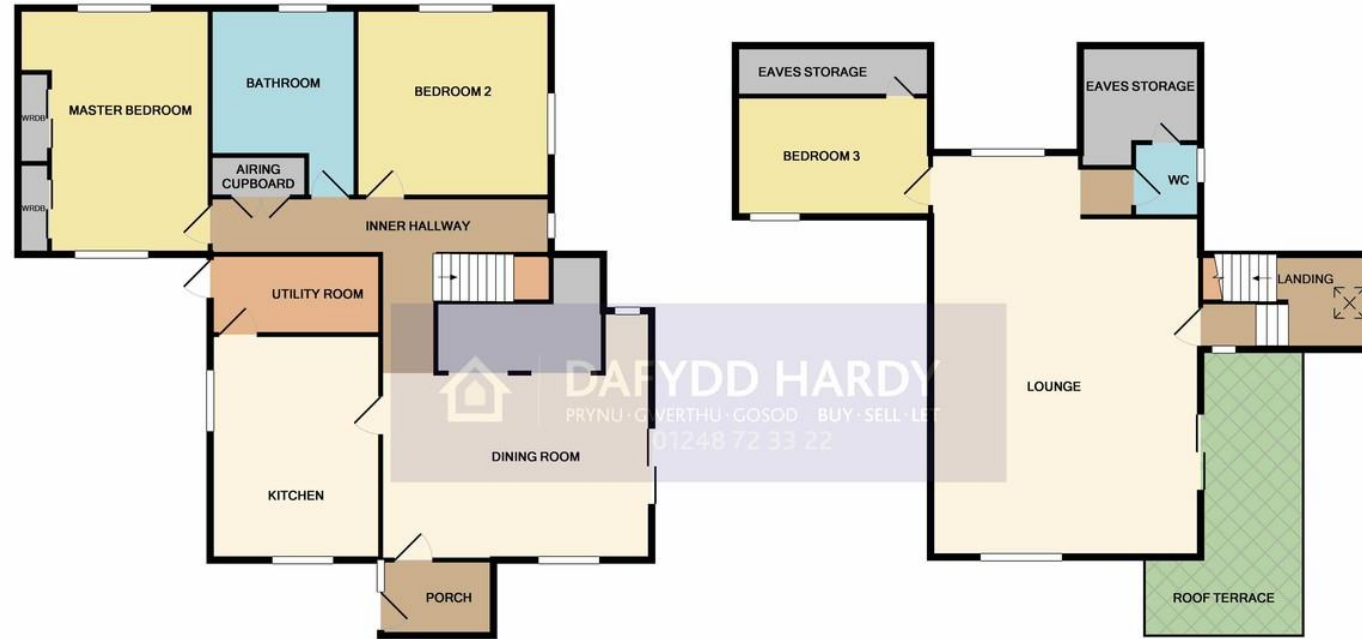 MASTER BEDROOM
WRDB
WRDB
BATHROOM
BEDROOM 2
AIRING
CUPBOARD
INNER HALLWAY
UTILITY ROOM
KITCHEN
DINING ROOM
PORCH
EAVES STORAGE
BEDROOM 3
EAVES STORAGE
WC
LANDING
LOUNGE
ROOF TERRACE
DAFYDD HARDY
PRYNU · GWERTHU · GOSOD BUY · SELL · LET
01248 72 33 22